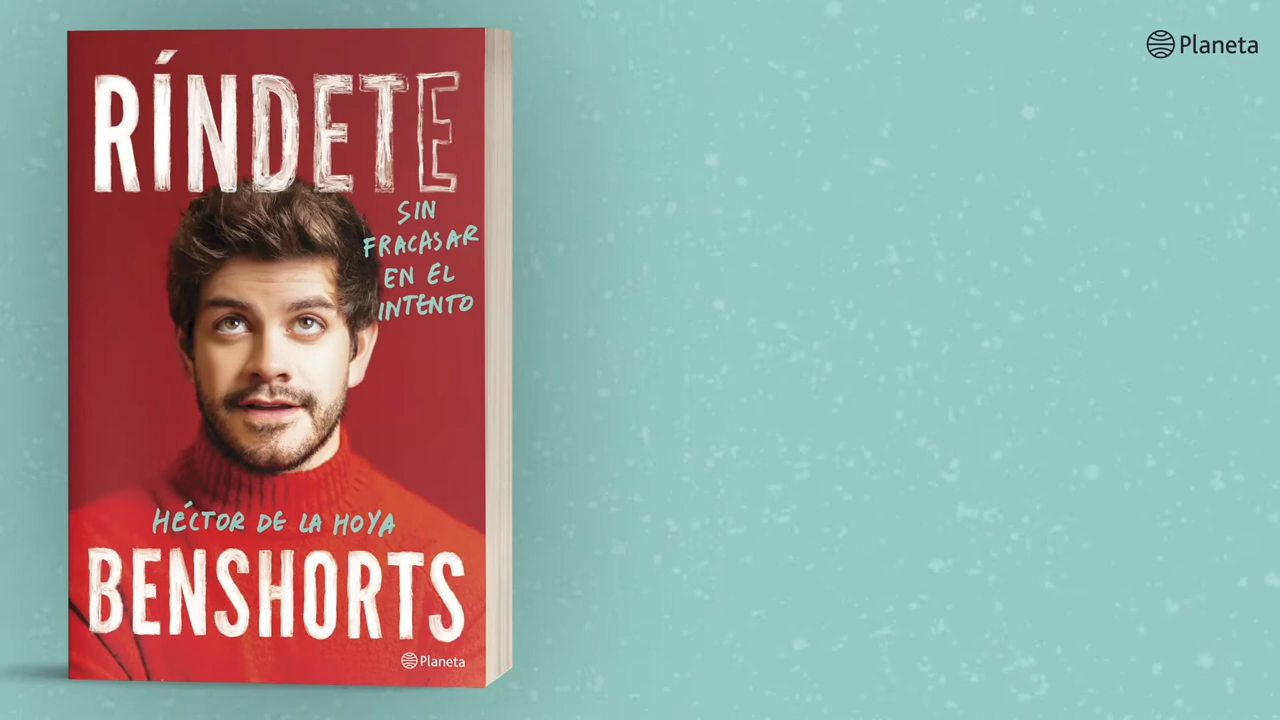 RÍNDETE
SIN
FRACASAR
EN EL
INTENTO
HÉCTOR DE LA HOYA
BENSHORTS
Planeta
Planeta